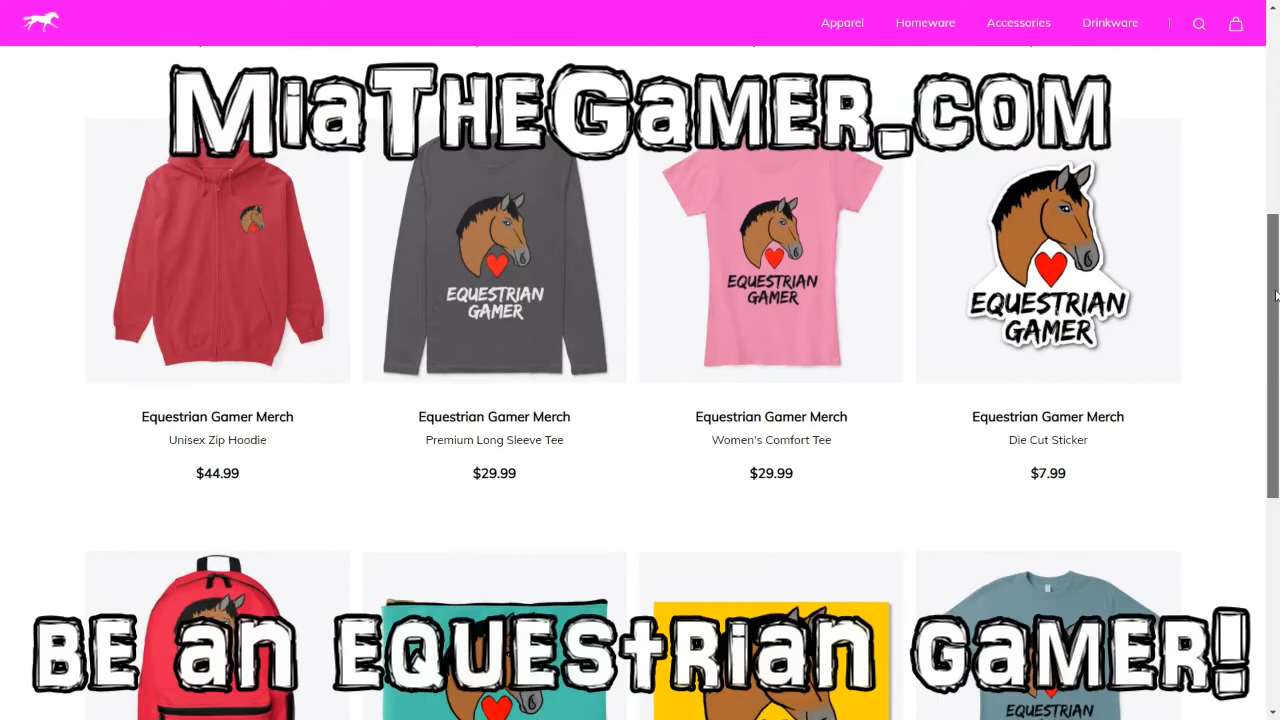 Apparel Homeware Accessories Drinkware |
MiaTheGamer.com
EQUESTRIAN
GAMER
EQUESTRIAN
GAMER
EQUESTRIAN
GAMER
Equestrian Gamer Merch
Unisex Zip Hoodie
$44.99
Equestrian Gamer Merch
Premium Long Sleeve Tee
$29.99
Equestrian Gamer Merch
Women's Comfort Tee
$29.99
Equestrian Gamer Merch
Die Cut Sticker
$7.99
BE an EQUEStrian GaMER!
EQUESTRIAN